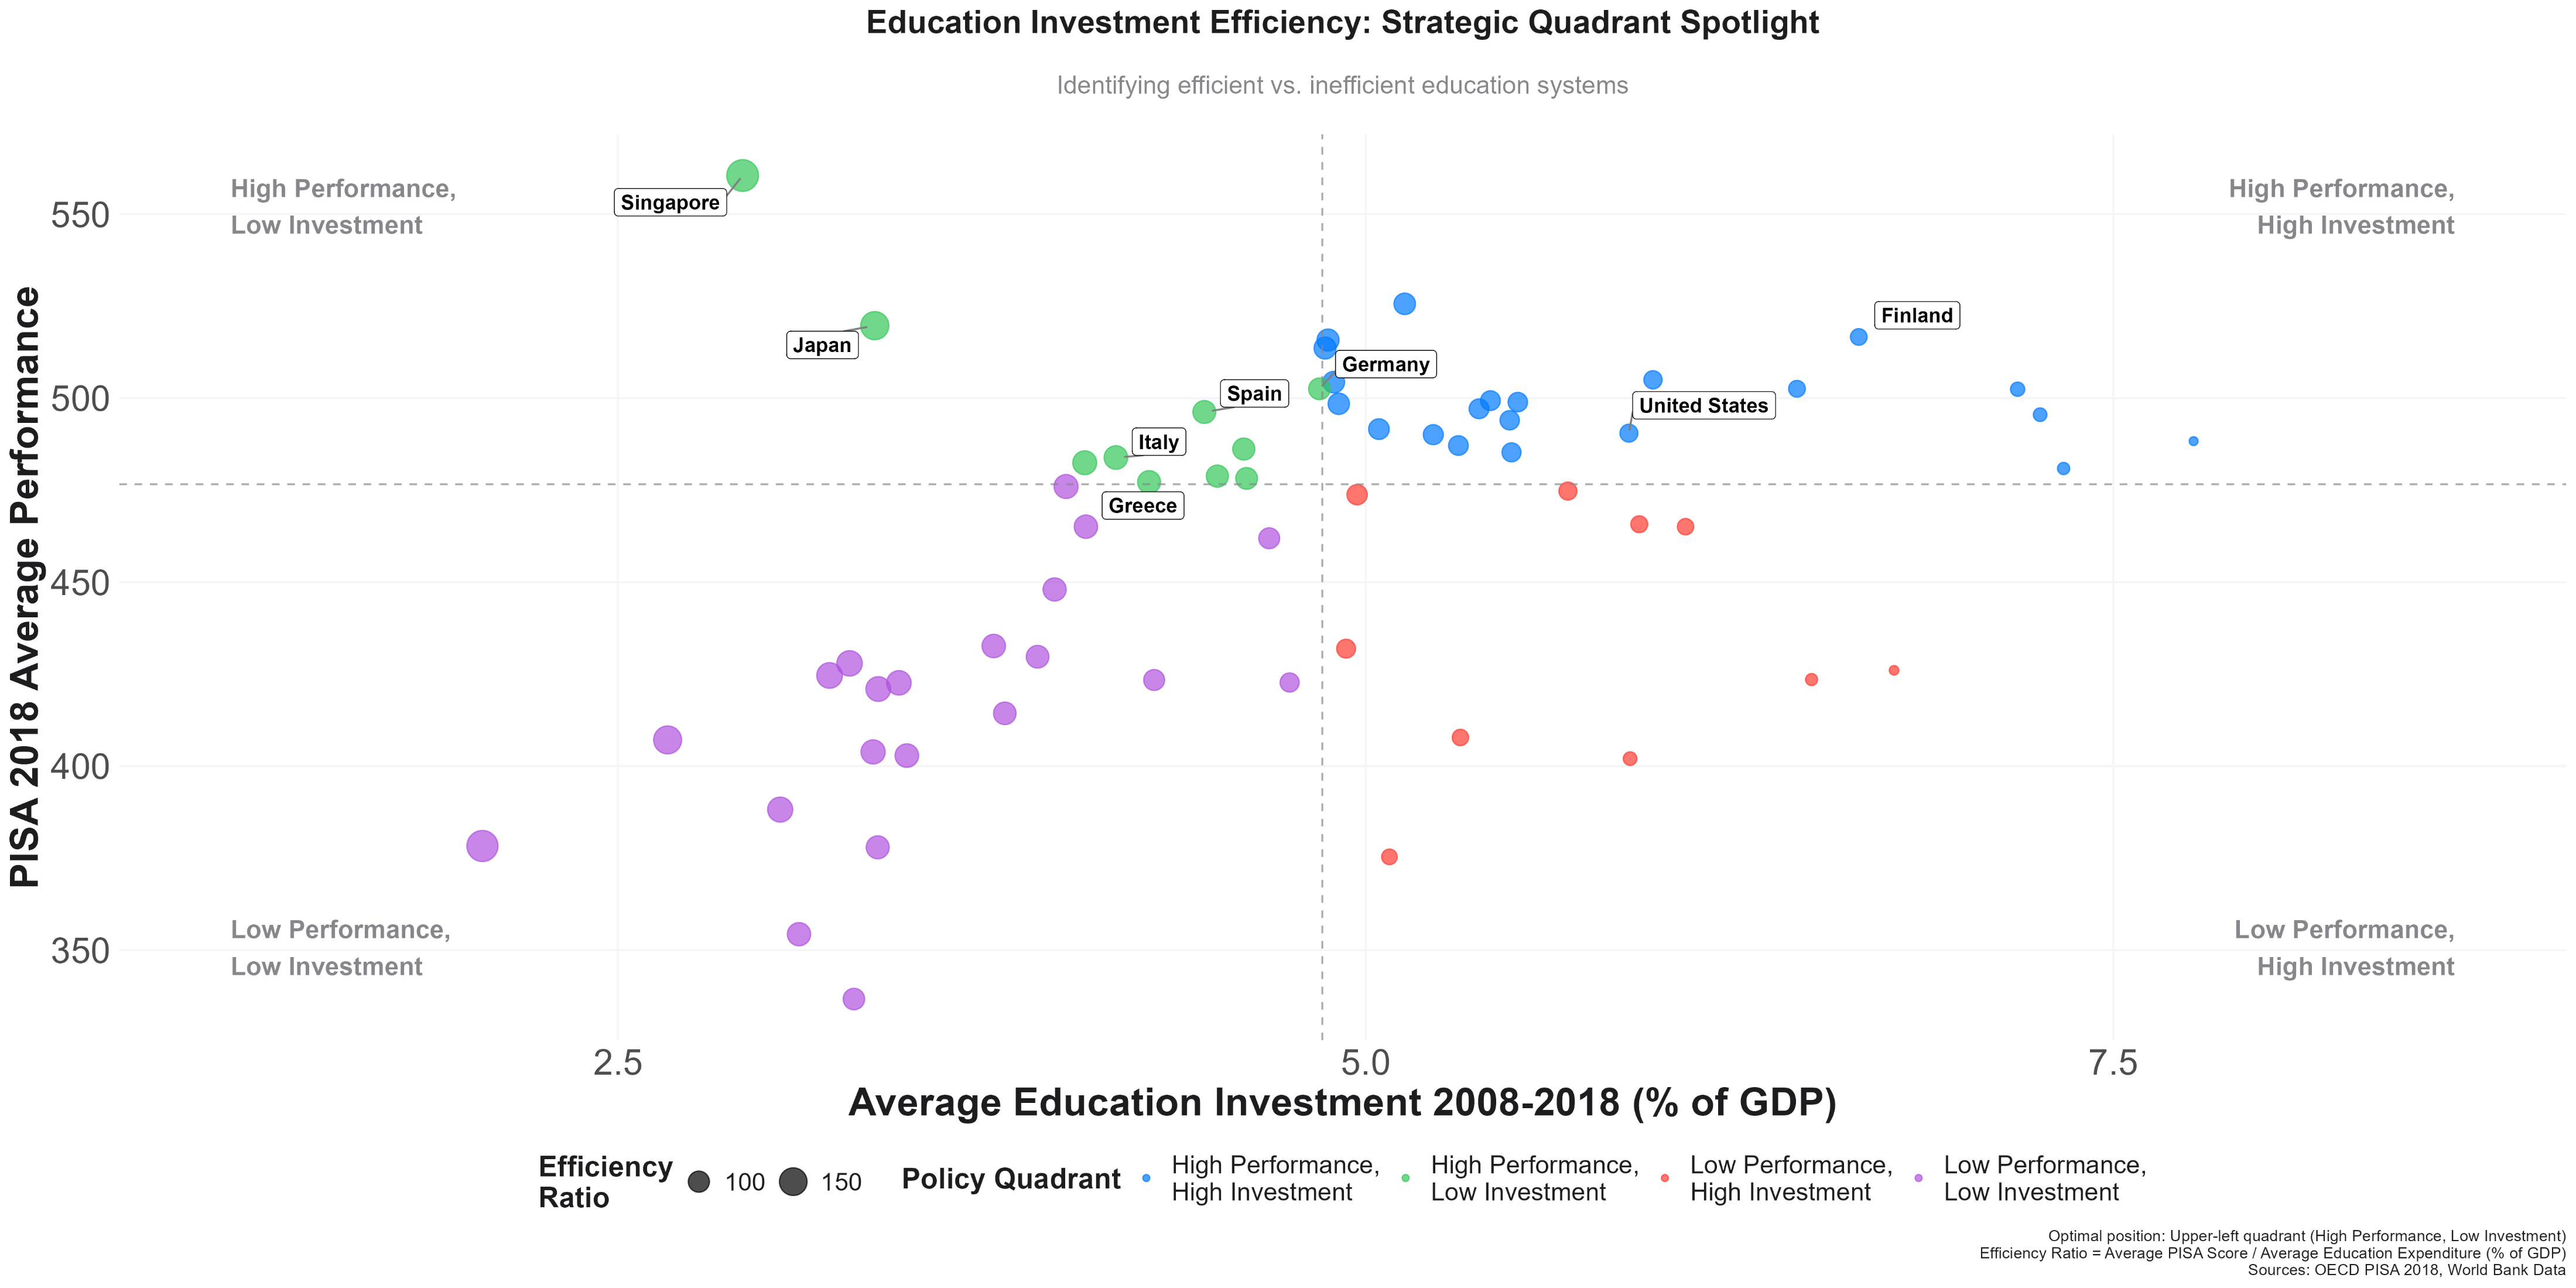 Education Investment Efficiency: Strategic Quadrant Spotlight
Identifying efficient vs. inefficient education systems
High Performance,
Low Investment
High Performance,
High Investment
Singapore
Japan
Finland
Germany
Spain
United States
Italy
Greece
Low Performance,
Low Investment
Low Performance,
High Investment
PISA 2018 Average Performance
550
500
450
400
350
2.5
5.0
7.5
Average Education Investment 2008-2018 (% of GDP)
Efficiency
Ratio
100
150
Policy Quadrant
High Performance,
High Investment
High Performance,
Low Investment
Low Performance,
High Investment
Low Performance,
Low Investment
Optimal position: Upper-left quadrant (High Performance, Low Investment)
Efficiency Ratio = Average PISA Score / Average Education Expenditure (% of GDP)
Sources: OECD PISA 2018, World Bank Data